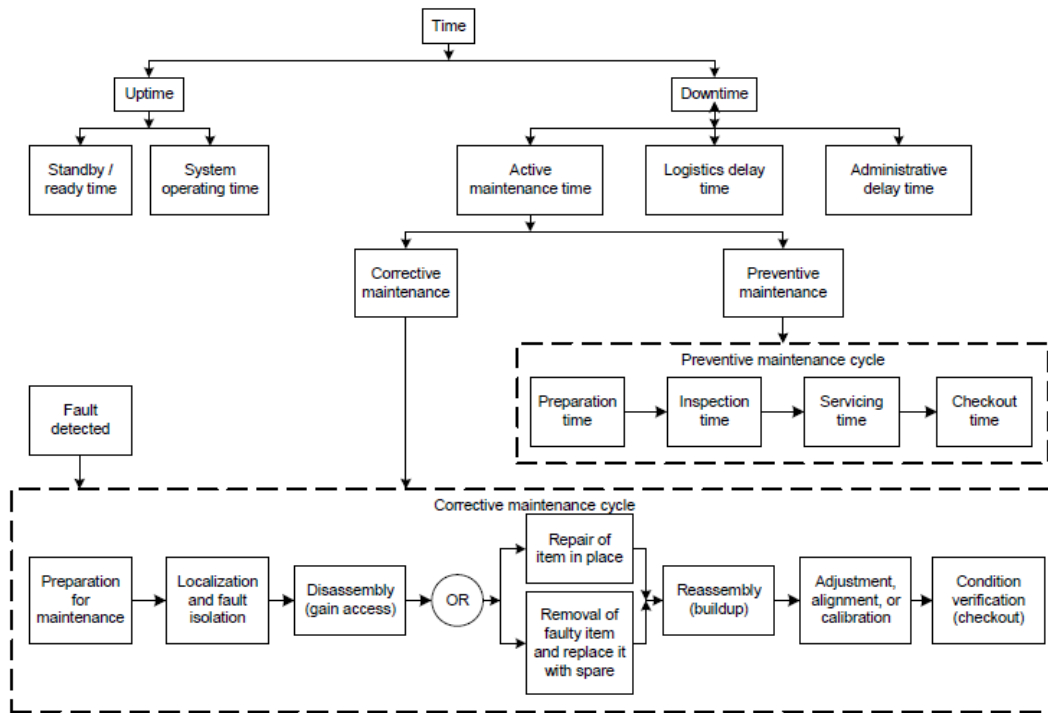 Time
Uptime
Downtime
Standby /
ready time
System
operating time
Active
maintenance time
Logistics delay
time
Administrative
delay time
Corrective
maintenance
Preventive
maintenance
Preventive maintenance cycle
Preparation
time
Inspection
time
Servicing
time
Checkout
time
Fault
detected
Corrective maintenance cycle
Preparation
for
maintenance
Localization
and fault
isolation
Disassembly
(gain access)
OR
Repair of
item in place
Removal of
faulty item
and replace it
with spare
Reassembly
(buildup)
Adjustment,
alignment, or
calibration
Condition
verification
(checkout)